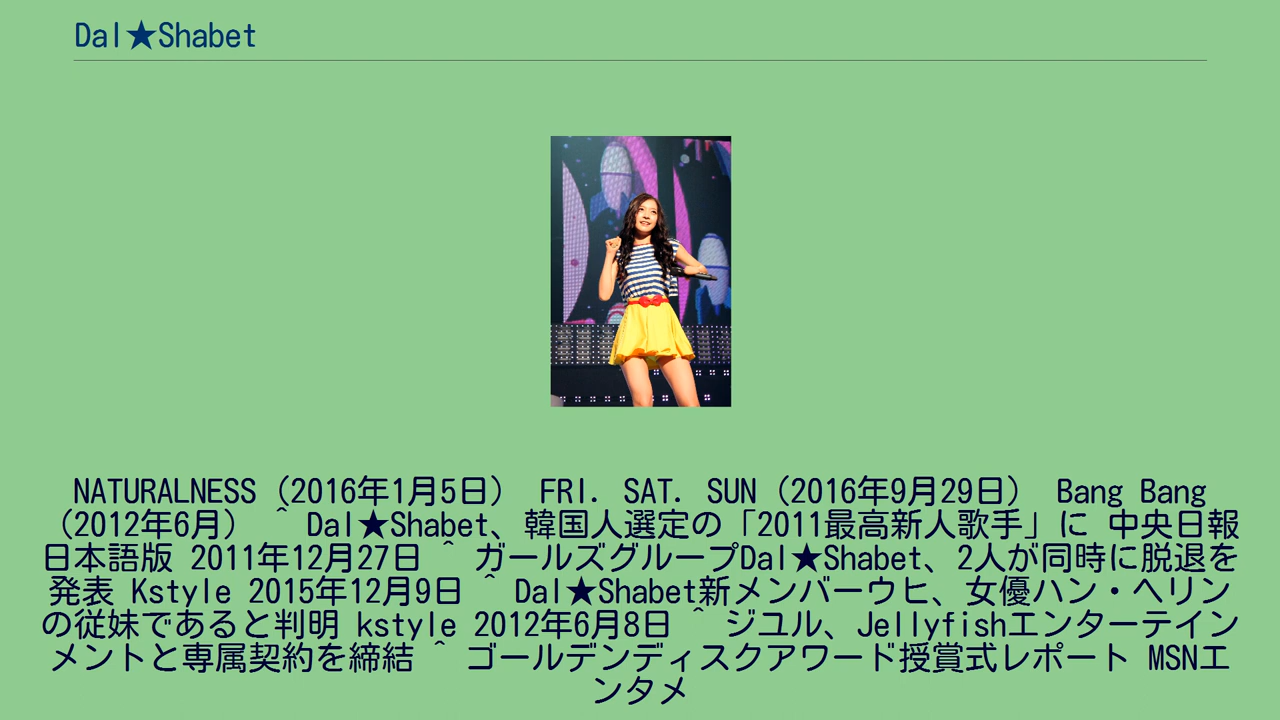 Dal★Shabet
NATURALNESS（2016年1月5日） FRI. SAT. SUN（2016年9月29日） Bang Bang
（2012年6月） ^ Dal★Shabet、韓国人選定の「2011最高新人歌手」に 中央日報
日本語版 2011年12月27日 ^ ガールズグループDal★Shabet、2人が同時に脱退を
発表 Kstyle 2015年12月9日 ^ Dal★Shabet新メンバーウヒ、女優ハン・ヘリン
の従妹であると判明 kstyle 2012年6月8日 ^ ジユル、Jellyfishエンターテイン
メントと専属契約を締結 ^ ゴールデンディスクアワード授賞式レポート MSNエ
ンタメ